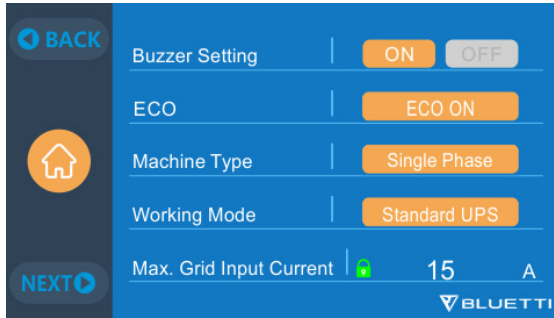 BACK
Buzzer Setting ON OFF
ECO ECO ON
Machine Type Single Phase
Working Mode Standard UPS
Max. Grid Input Current 15 A
NEXT
BLUETTI